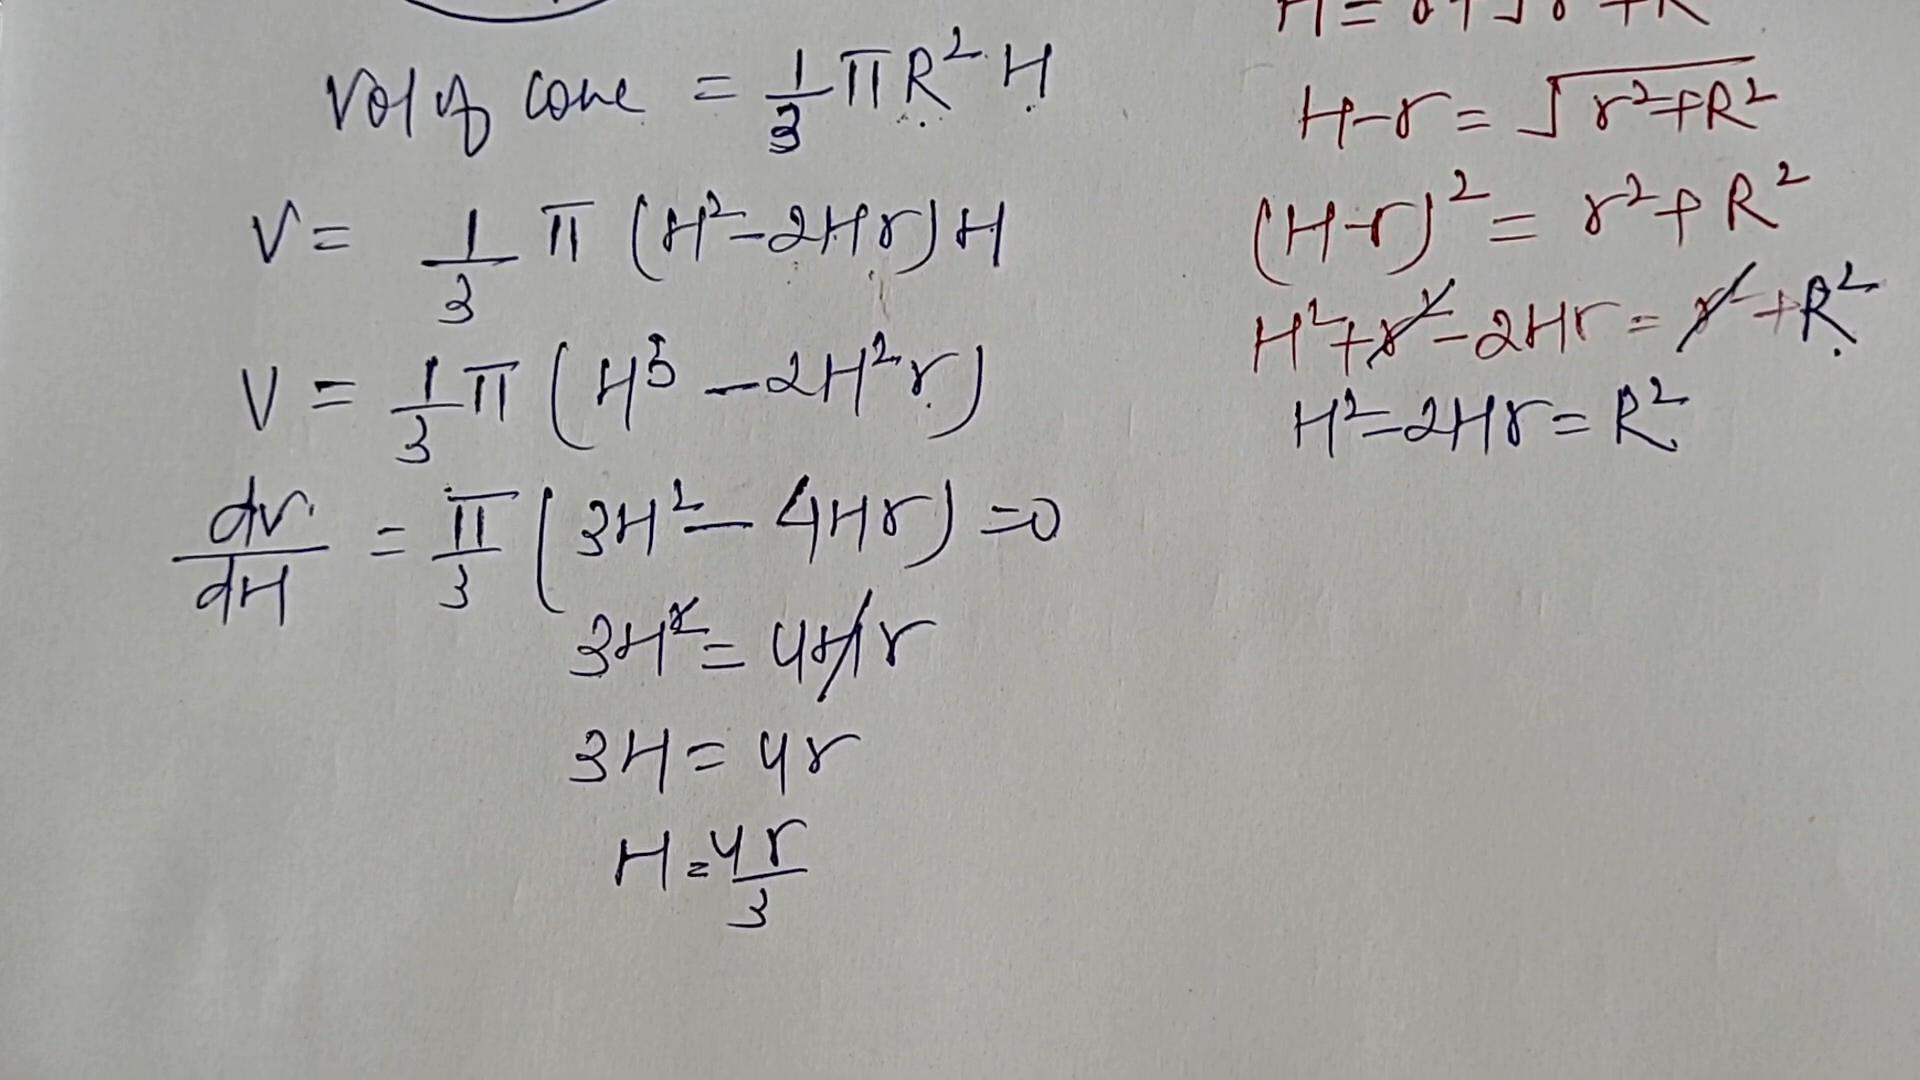 Vol of cone = 1/3 π R² H
V = 1/3 π (H² - 2Hr) H
V = 1/3 π (H³ - 2H²r)
dv/dH = π/3 (3H² - 4Hr) = 0
3H² = 4Hr
3H = 4r
H = 4r/3
H = r + √r² + R²
H - r = √r² + R²
(H - r)² = r² + R²
H² + r² - 2Hr = r² + R²
H² - 2Hr = R²